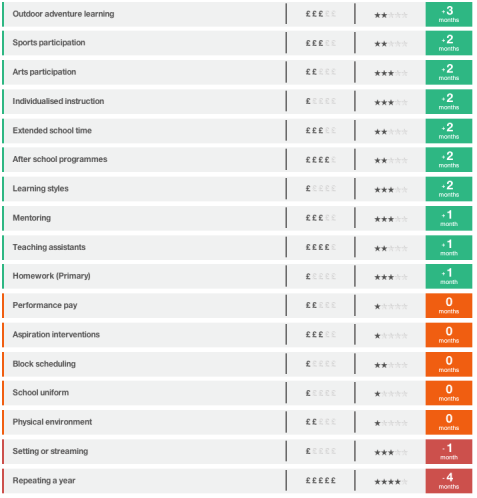 Outdoor adventure learning £££££ ★★☆☆☆ +3 months
Sports participation £££££ ★★☆☆☆ +2 months
Arts participation £££££ ★★★☆☆ +2 months
Individualised instruction £££££ ★★★☆☆ +2 months
Extended school time £££££ ★★☆☆☆ +2 months
After school programmes £££££ ★★☆☆☆ +2 months
Learning styles £££££ ★★★☆☆ +2 months
Mentoring £££££ ★★★☆☆ +1 month
Teaching assistants £££££ ★★☆☆☆ +1 month
Homework (Primary) £££££ ★★★☆☆ +1 month
Performance pay £££££ ★☆☆☆☆ 0 months
Aspiration interventions £££££ ★☆☆☆☆ 0 months
Block scheduling £££££ ★★☆☆☆ 0 months
School uniform £££££ ★☆☆☆☆ 0 months
Physical environment £££££ ★☆☆☆☆ 0 months
Setting or streaming £££££ ★★★☆☆ -1 month
Repeating a year £££££ ★★★★☆ -4 months